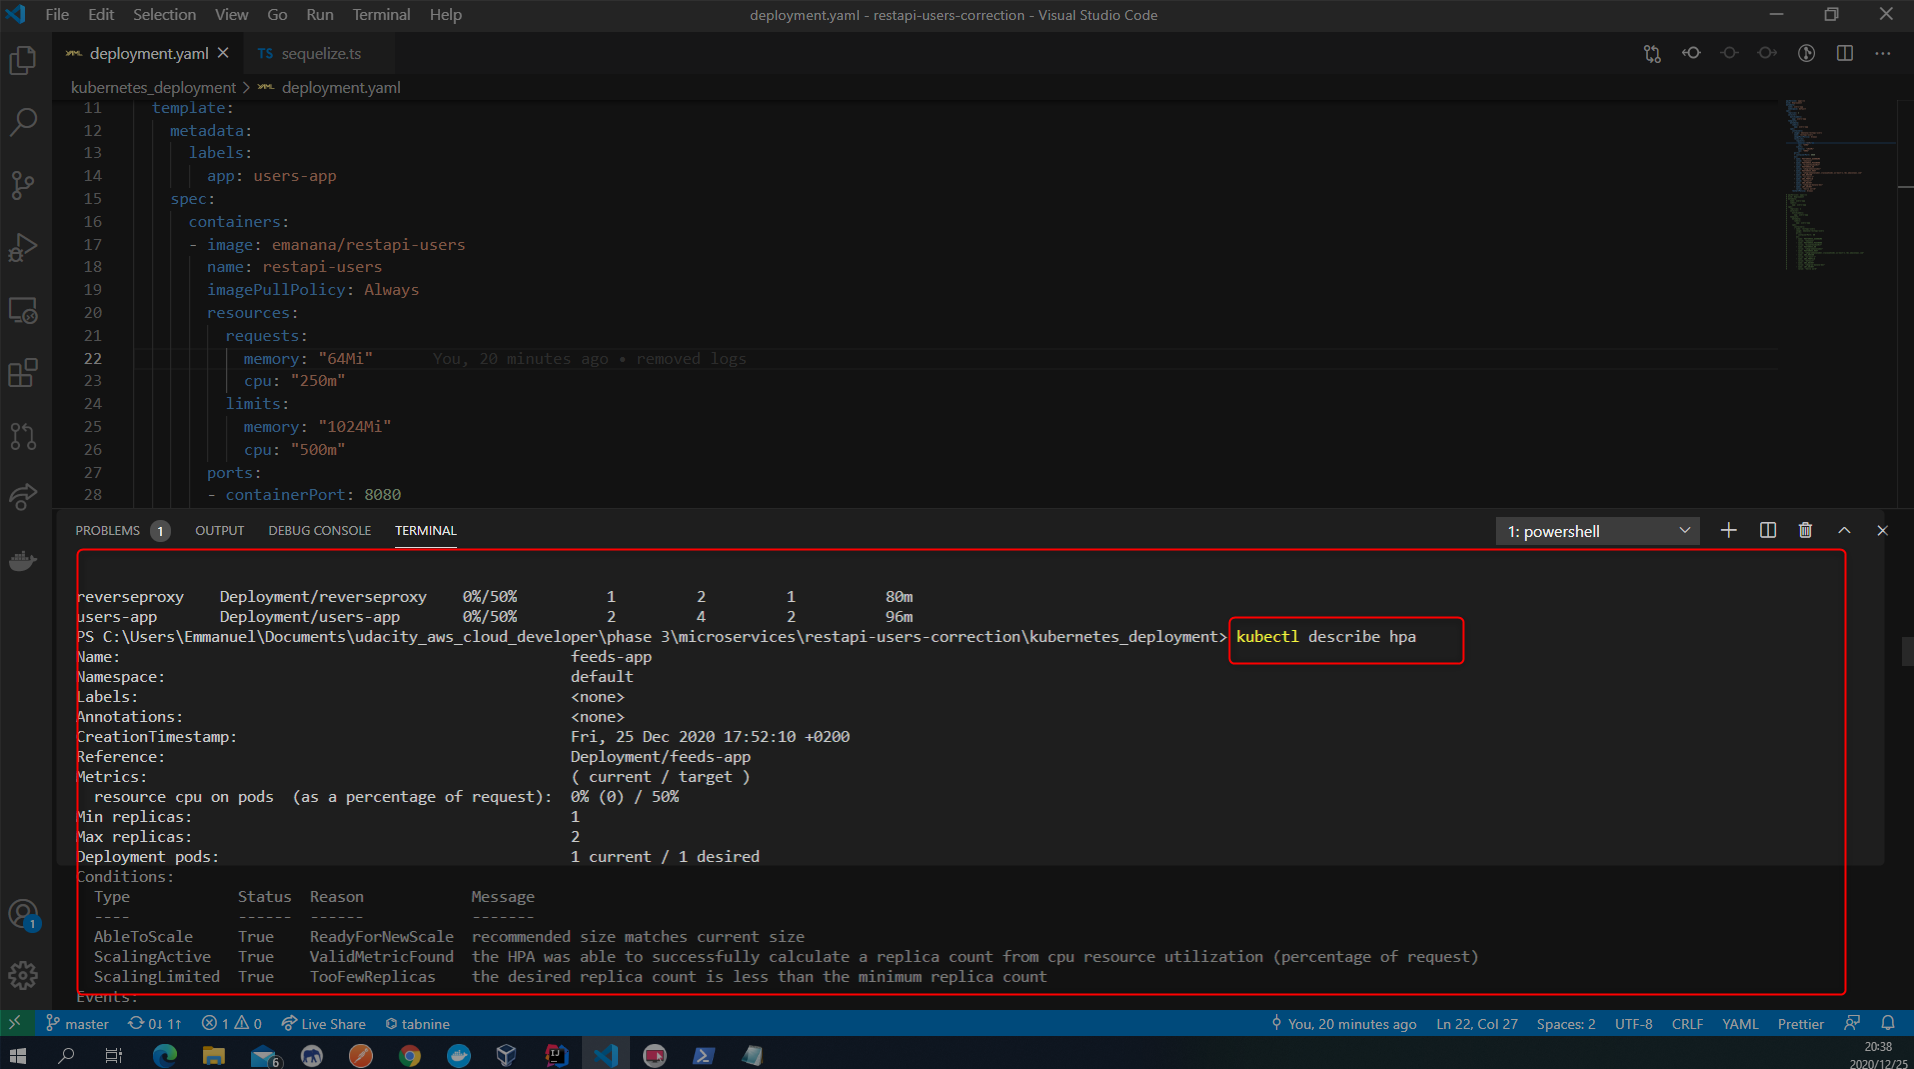 File Edit Selection View Go Run Terminal Help
deployment.yaml - restapi-users-correction - Visual Studio Code
deployment.yaml
TS sequelize.ts
kubernetes_deployment > deployment.yaml
11 template:
12 metadata:
13 labels:
14 app: users-app
15 spec:
16 containers:
17 - image: emanana/restapi-users
18 name: restapi-users
19 imagePullPolicy: Always
20 resources:
21 requests:
22 memory: "64Mi" You, 20 minutes ago • removed logs
23 cpu: "250m"
24 limits:
25 memory: "1024Mi"
26 cpu: "500m"
27 ports:
28 - containerPort: 8080
PROBLEMS 1 OUTPUT DEBUG CONSOLE TERMINAL
1: powershell
reverseproxy Deployment/reverseproxy 0%/50% 1 2 1 80m
users-app Deployment/users-app 0%/50% 2 4 2 96m
PS C:\Users\Emmanuel\Documents\udacity_aws_cloud_developer\phase 3\microservices\restapi-users-correction\kubernetes_deployment> kubectl describe hpa
Name: feeds-app
Namespace: default
Labels: <none>
Annotations: <none>
CreationTimestamp: Fri, 25 Dec 2020 17:52:10 +0200
Reference: Deployment/feeds-app
Metrics: ( current / target )
resource cpu on pods (as a percentage of request): 0% (0) / 50%
Min replicas: 1
Max replicas: 2
Deployment pods: 1 current / 1 desired
Conditions:
Type Status Reason Message
---- ------ ------ -------
AbleToScale True ReadyForNewScale recommended size matches current size
ScalingActive True ValidMetricFound the HPA was able to successfully calculate a replica count from cpu resource utilization (percentage of request)
ScalingLimited True TooFewReplicas the desired replica count is less than the minimum replica count
Events:
1
master 0↓ 1↑ 1 0 Live Share tabnine
You, 20 minutes ago Ln 22, Col 27 Spaces: 2 UTF-8 CRLF YAML Prettier
6
20:38
2020/12/25